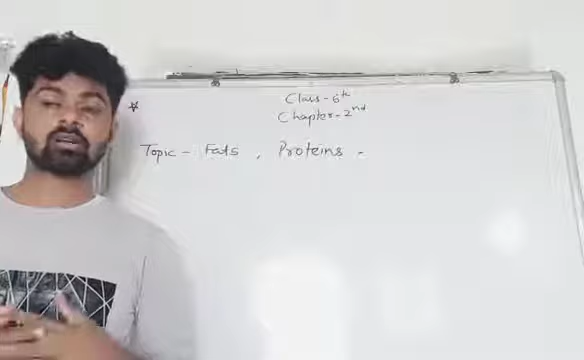 Class-6th
Chapter-2nd
Topic - Fats , Proteins -